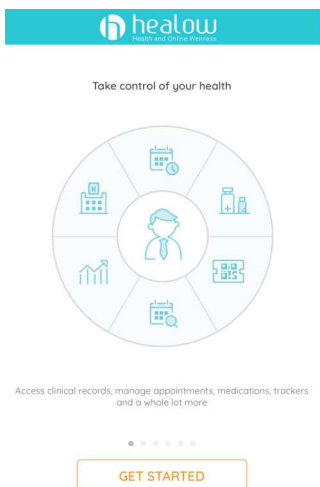 healow
Health and Online Wellness
Take control of your health
H
Access clinical records, manage appointments, medications, trackers
and a whole lot more
GET STARTED